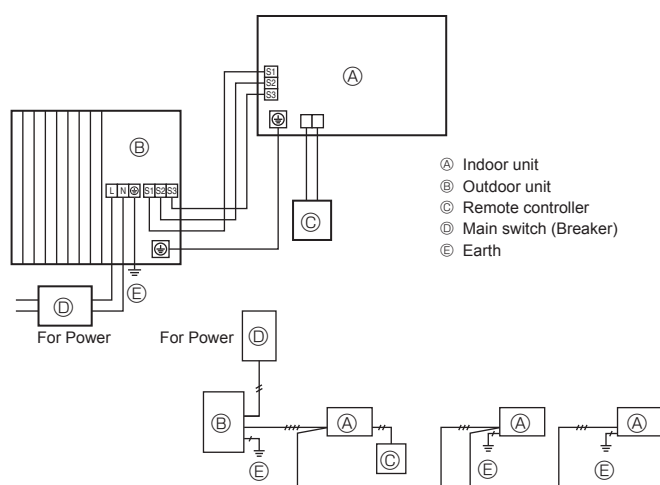 S1
S2
S3
Ⓐ
Ⓑ
L N S1 S2 S3
Ⓒ
Ⓐ Indoor unit
Ⓑ Outdoor unit
Ⓒ Remote controller
Ⓓ Main switch (Breaker)
Ⓔ Earth
Ⓔ
Ⓓ
For Power
For Power Ⓓ
Ⓑ
Ⓐ
Ⓐ
Ⓐ
Ⓔ
Ⓒ
Ⓔ
Ⓔ